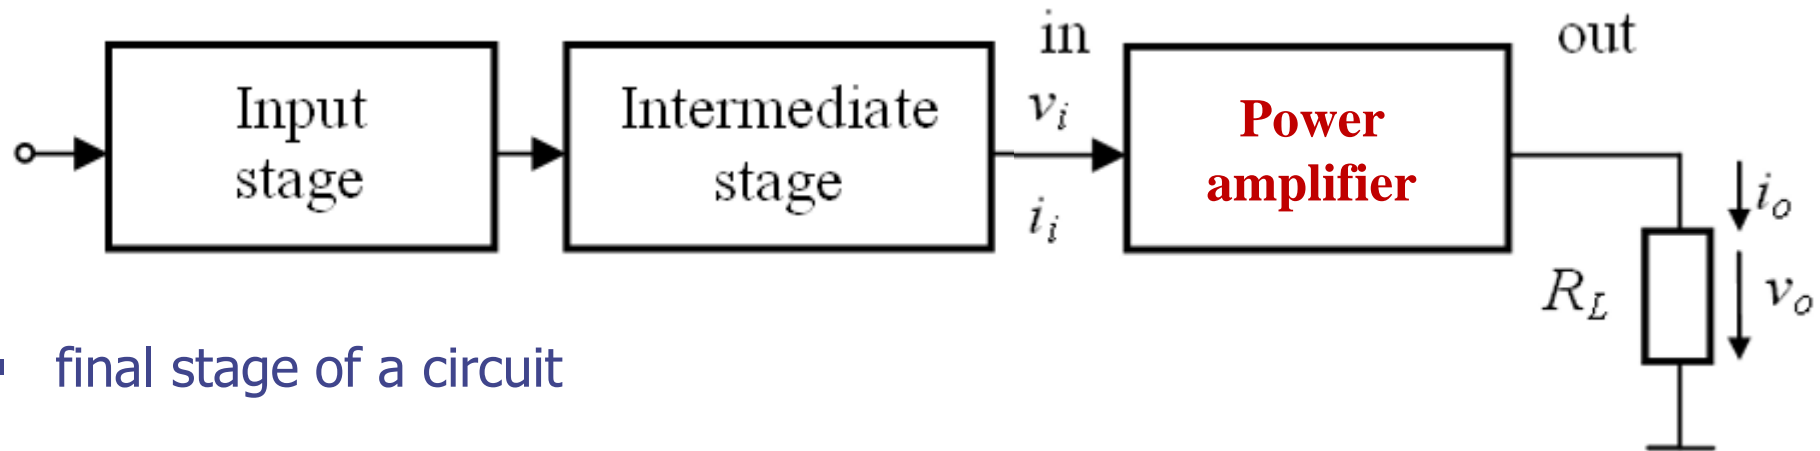 in
out
Input
stage
Intermediate
stage
v_i
i_i
Power
amplifier
i_o
R_L
v_o
▪ final stage of a circuit